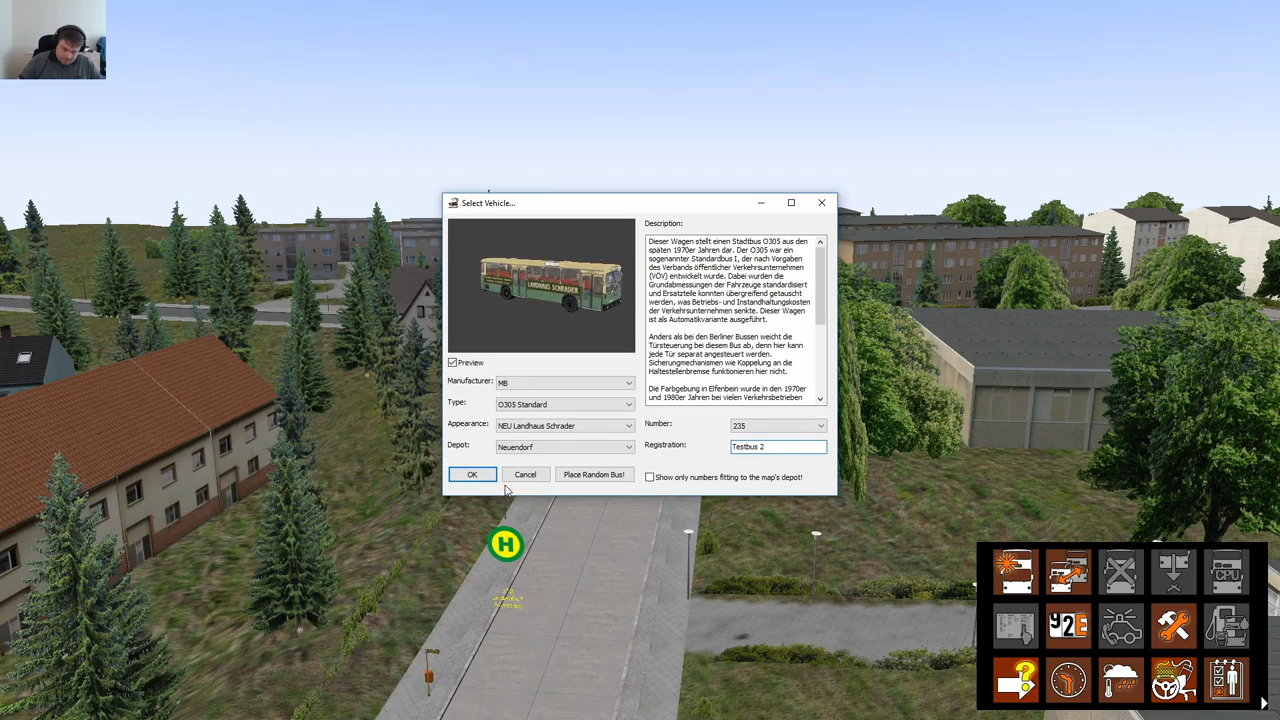 Select Vehicle...
Description:
LANDHAUS SCHRADER
Dieser Wagen stellt einen Stadtbus O305 aus den
späten 1970er Jahren dar. Der O305 war ein
sogenannter Standardbus I, der nach Vorgaben
des Verbands öffentlicher Verkehrsunternehmen
(VÖV) entwickelt wurde. Dabei wurden die
Grundabmessungen der Fahrzeuge standardisiert
und Ersatzteile konnten übergreifend getauscht
werden, was Betriebs- und Instandhaltungskosten
der Verkehrsunternehmen senkte. Dieser Wagen
ist als Automatikvariante ausgeführt.
Anders als bei den Berliner Bussen weicht die
Türsteuerung bei diesem Bus ab, denn hier kann
jede Tür separat angesteuert werden.
Sicherungmechanismen wie Koppelung an die
Haltestellenbremse funktionieren hier nicht.
Die Farbgebung in Elfenbein wurde in den 1970er
und 1980er Jahren bei vielen Verkehrsbetrieben
Preview
Manufacturer: MB
Type: O305 Standard
Appearance: NEU Landhaus Schrader
Number: 235
Depot: Neuendorf
Registration: Testbus 2
OK
Cancel
Place Random Bus!
Show only numbers fitting to the map's depot!
H
CPU
92E